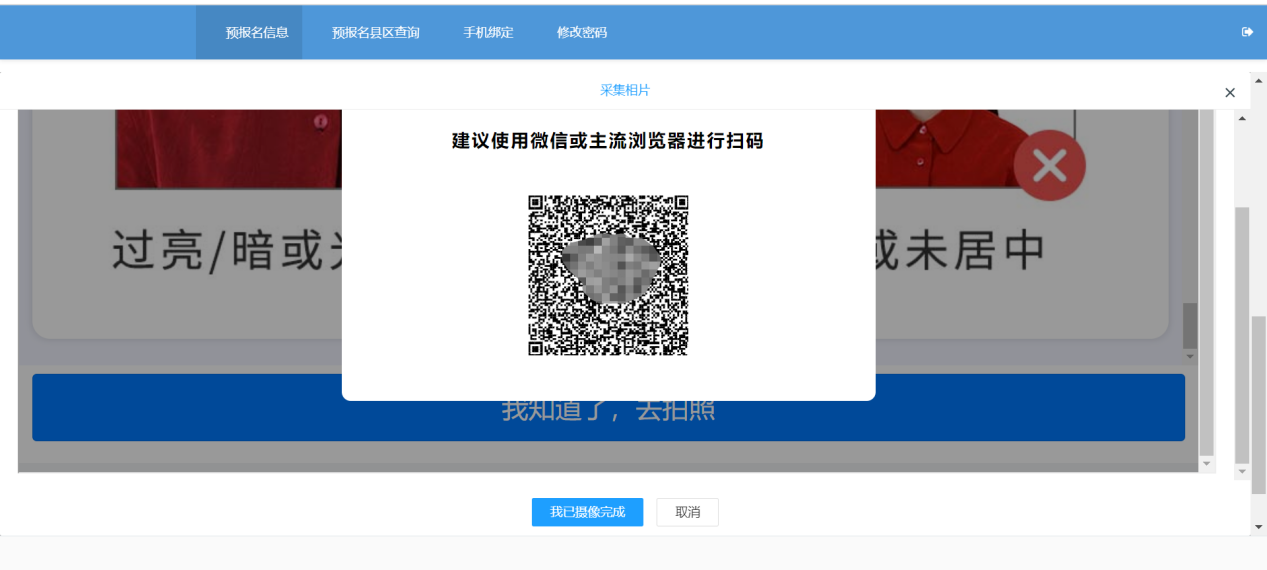 预报名信息 预报名县区查询 手机绑定 修改密码
采集相片
建议使用微信或主流浏览器进行扫码
过亮/暗或 或未居中
我知道了，去拍照
我已摄像完成 取消